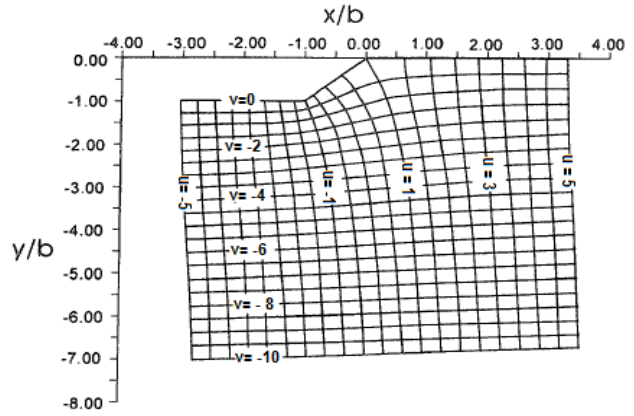 x/b
-4.00 -3.00 -2.00 -1.00 0.00 1.00 2.00 3.00 4.00
0.00
-1.00
-2.00
-3.00
-4.00
-5.00
-6.00
-7.00
-8.00
y/b
v=0
v= -2
v= -4
v= -6
v= - 8
v= -10
u= -5
u= -1
u= 1
u = 3
u = 5